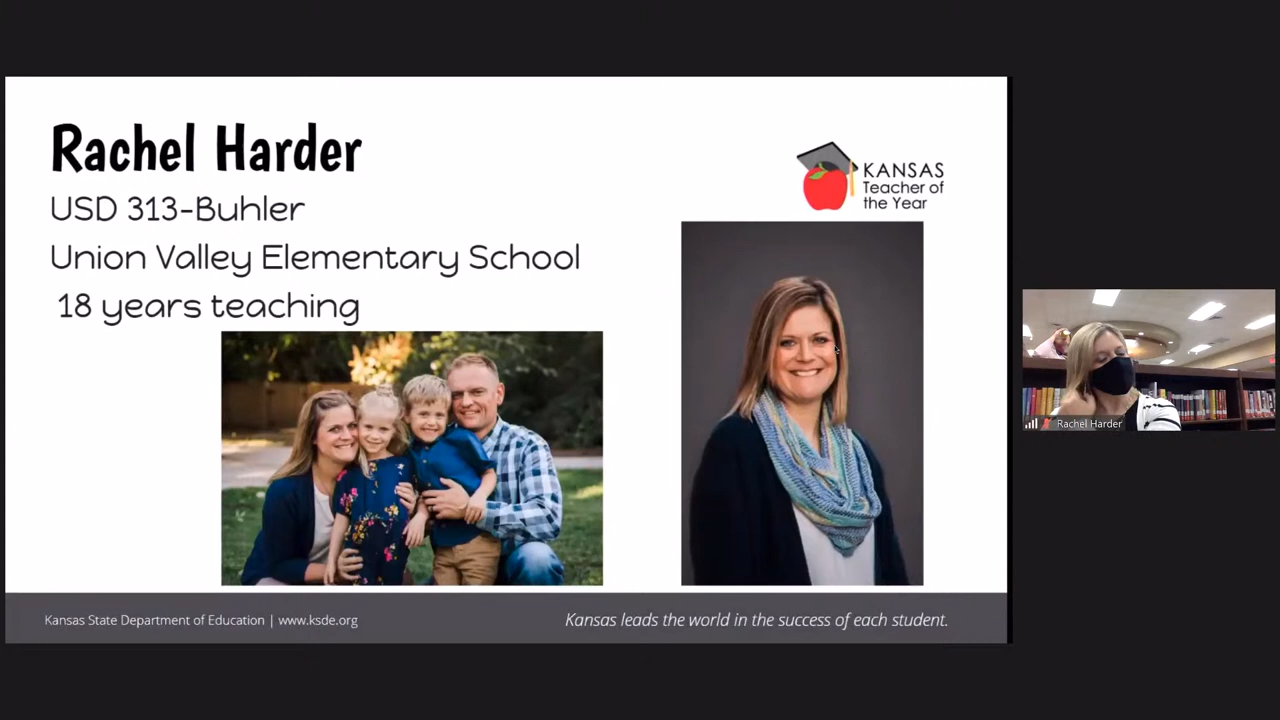 Rachel Harder
USD 313-Buhler
Union Valley Elementary School
18 years teaching
KANSAS
Teacher of
the Year
Kansas State Department of Education | www.ksde.org
Kansas leads the world in the success of each student.
Rachel Harder